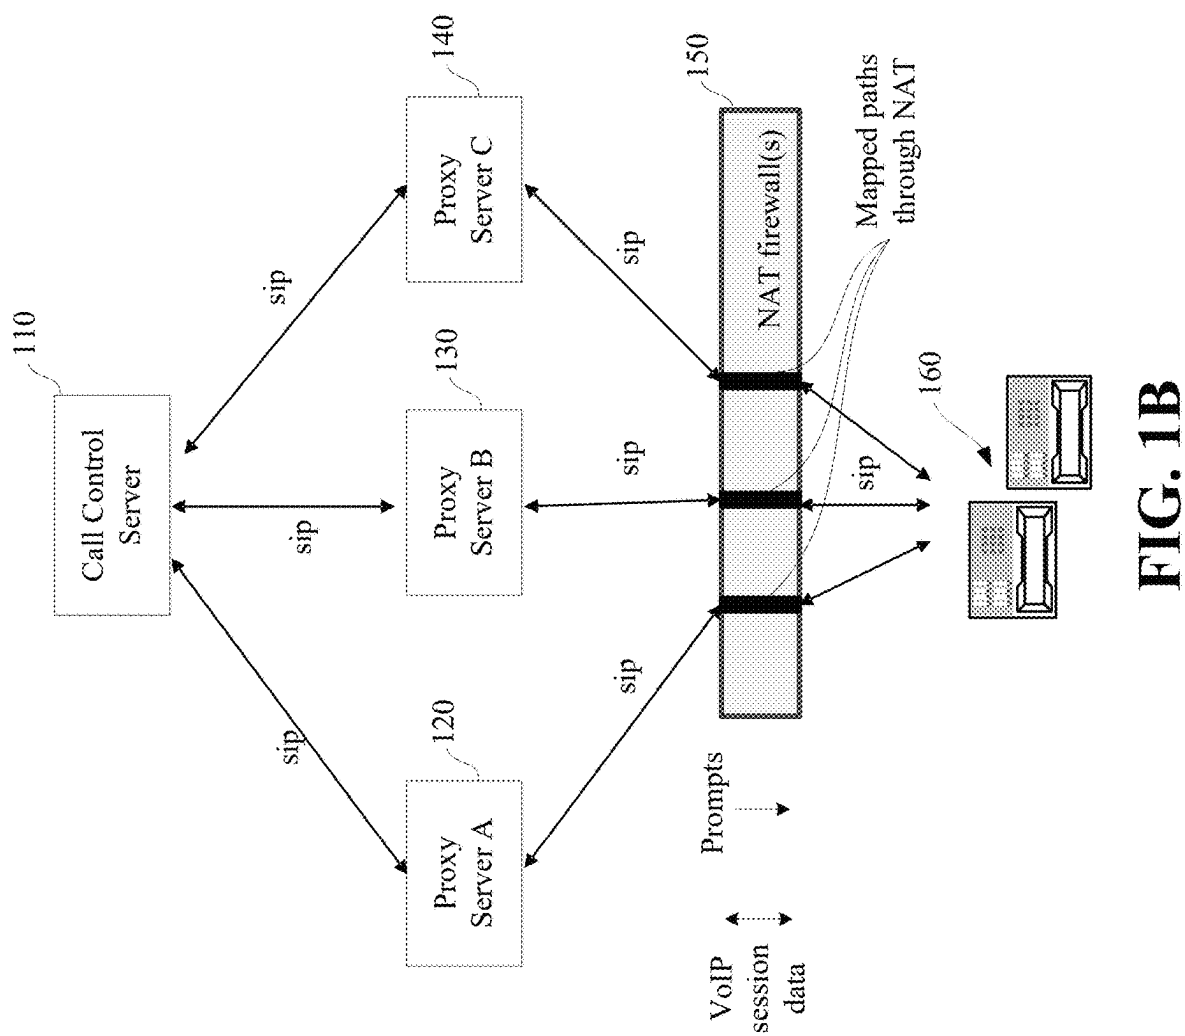 110
Call Control
Server
sip
sip
sip
120
130
140
Proxy
Server A
Proxy
Server B
Proxy
Server C
sip
sip
sip
150
NAT firewall(s)
Mapped paths
through NAT
sip
160
VoIP
session
data
Prompts
FIG. 1B